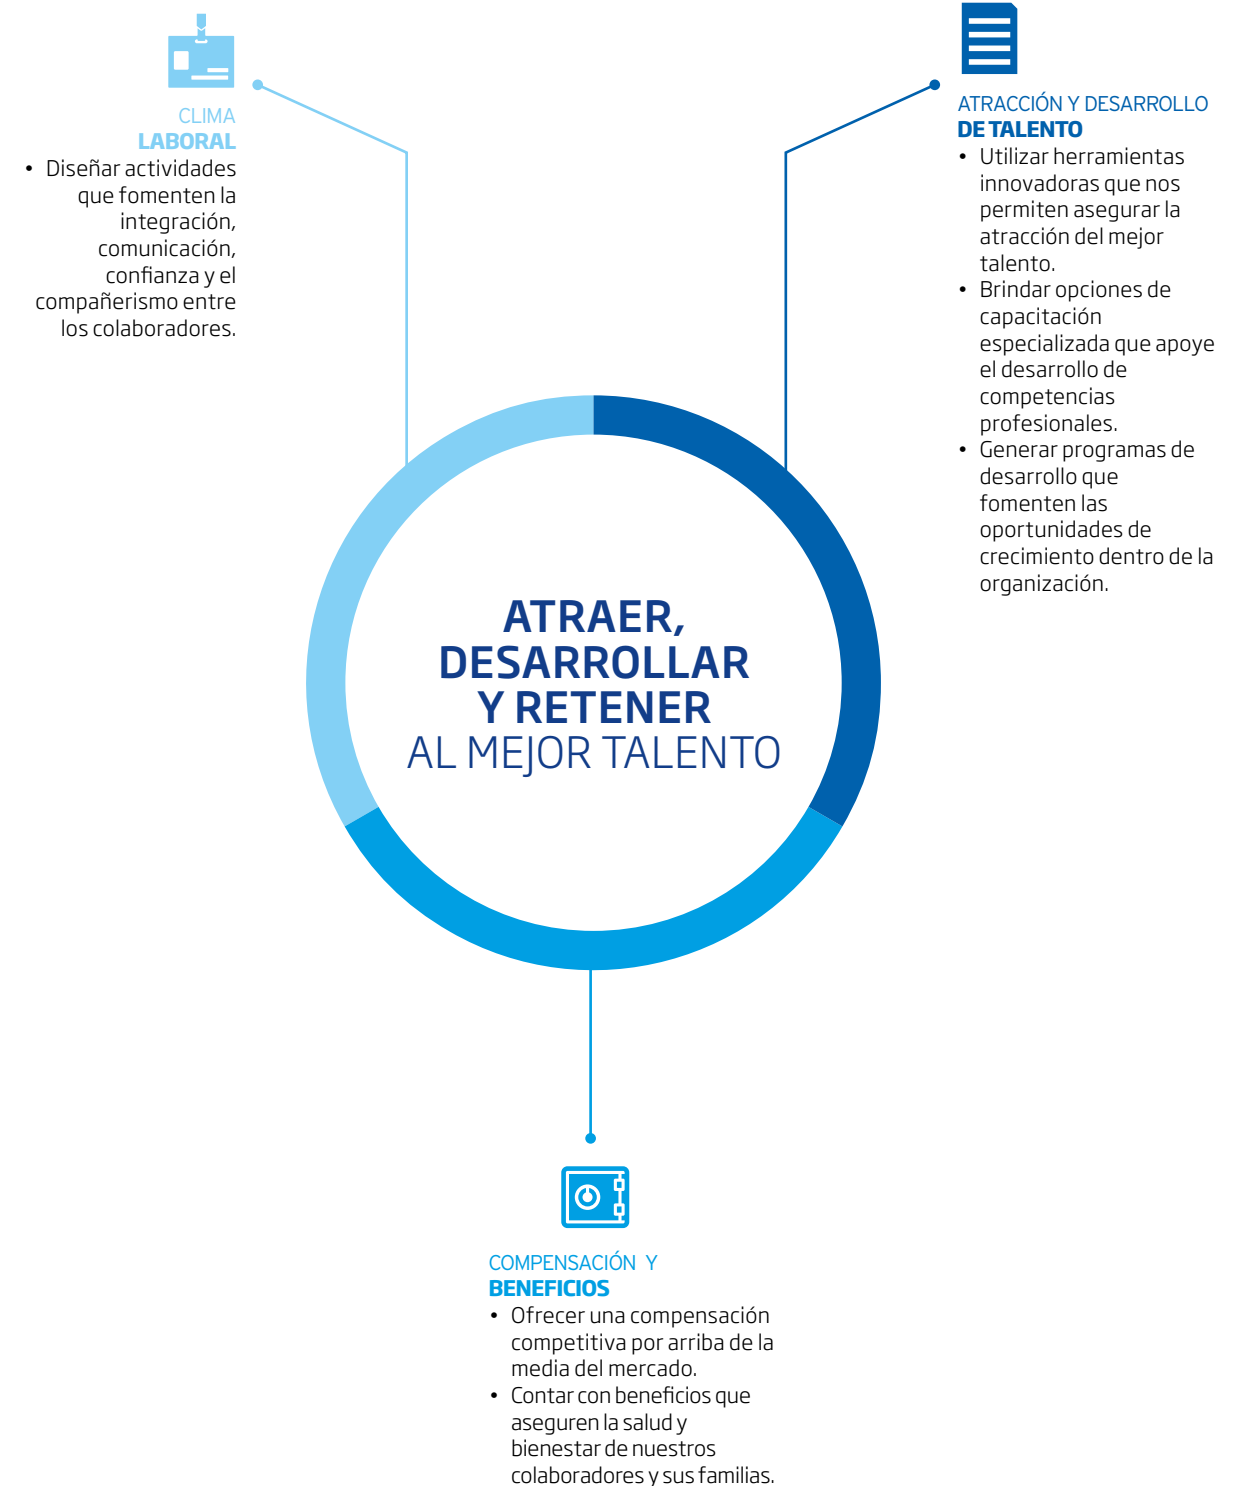 CLIMA
LABORAL
• Diseñar actividades
que fomenten la
integración,
comunicación,
confianza y el
compañerismo entre
los colaboradores.
ATRACCIÓN Y DESARROLLO
DE TALENTO
• Utilizar herramientas
innovadoras que nos
permiten asegurar la
atracción del mejor
talento.
• Brindar opciones de
capacitación
especializada que apoye
el desarrollo de
competencias
profesionales.
• Generar programas de
desarrollo que
fomenten las
oportunidades de
crecimiento dentro de la
organización.
ATRAER,
DESARROLLAR
Y RETENER
AL MEJOR TALENTO
COMPENSACIÓN Y
BENEFICIOS
• Ofrecer una compensación
competitiva por arriba de la
media del mercado.
• Contar con beneficios que
aseguren la salud y
bienestar de nuestros
colaboradores y sus familias.